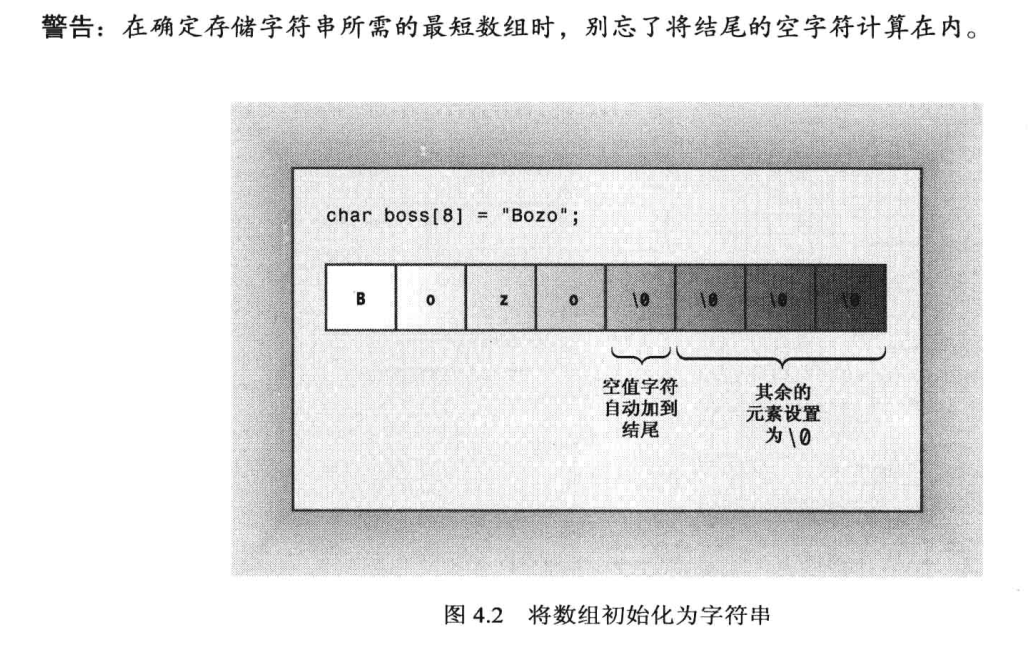 警告：在确定存储字符串所需的最短数组时，别忘了将结尾的空字符计算在内。
char boss[8] = "Bozo";
B o z o \0 \0 \0 \0
空值字符
自动加到
结尾
其余的
元素设置
为\0
图 4.2 将数组初始化为字符串